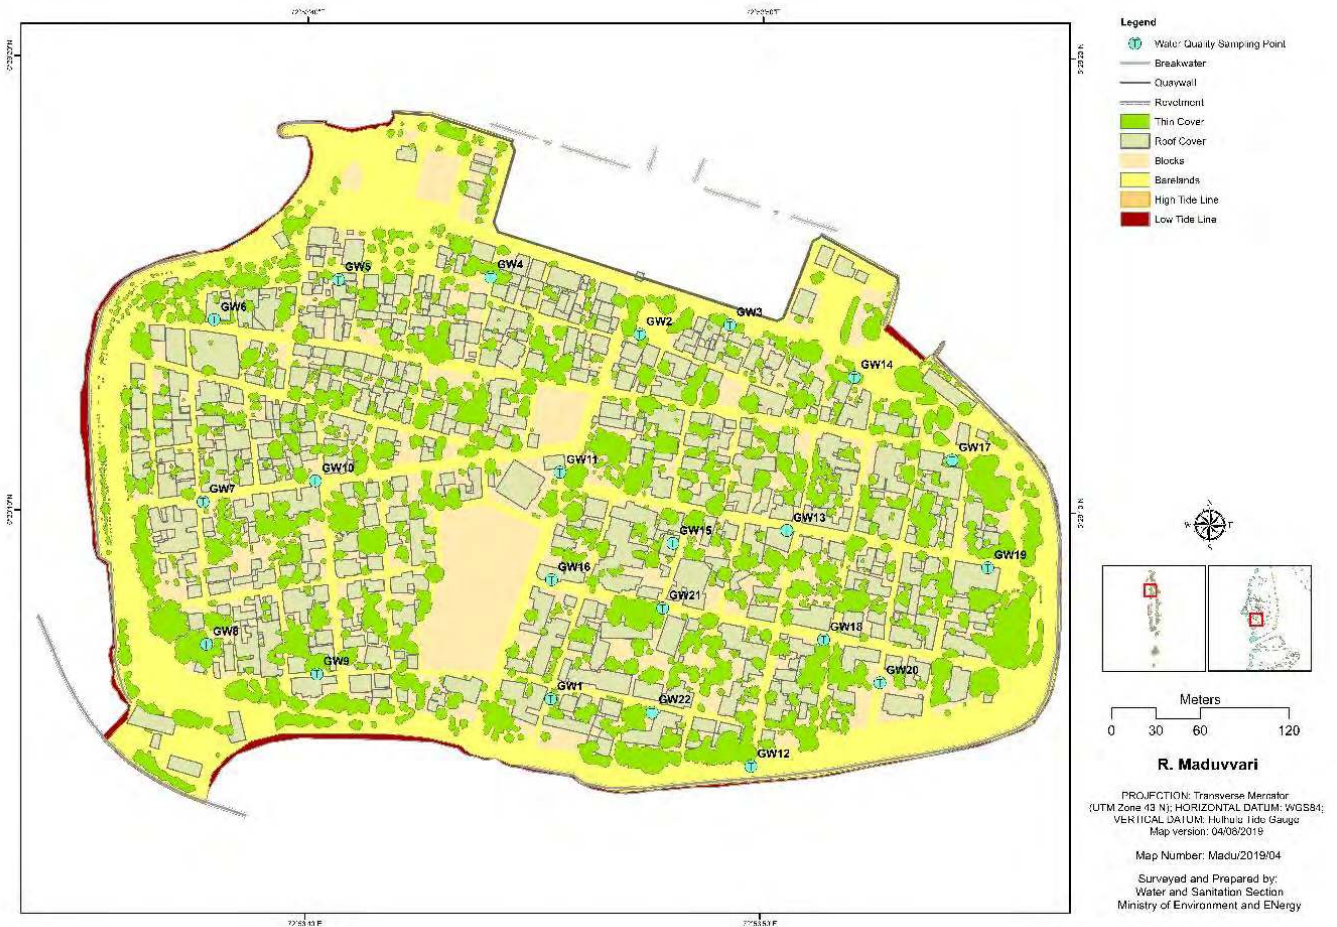 Legend
Water Quality Sampling Point
Breakwater
Quaywall
Revetment
Thin Cover
Roof Cover
Blocks
Barelands
High Tide Line
Low Tide Line
GW5
GW4
GW6
GW2
GW3
GW14
GW17
GW11
GW10
GW7
GW13
GW15
GW19
GW16
GW21
GW8
GW18
GW9
GW20
GW1
GW22
GW12
Meters
0 30 60 120
R. Maduvvari
PROJECTION: Transverse Mercator
(UTM Zone 43 N); HORIZONTAL DATUM: WGS84;
VERTICAL DATUM: Hulhule Tide Gauge
Map version: 04/08/2019
Map Number: Madu/2019/04
Surveyed and Prepared by:
Water and Sanitation Section
Ministry of Environment and ENergy